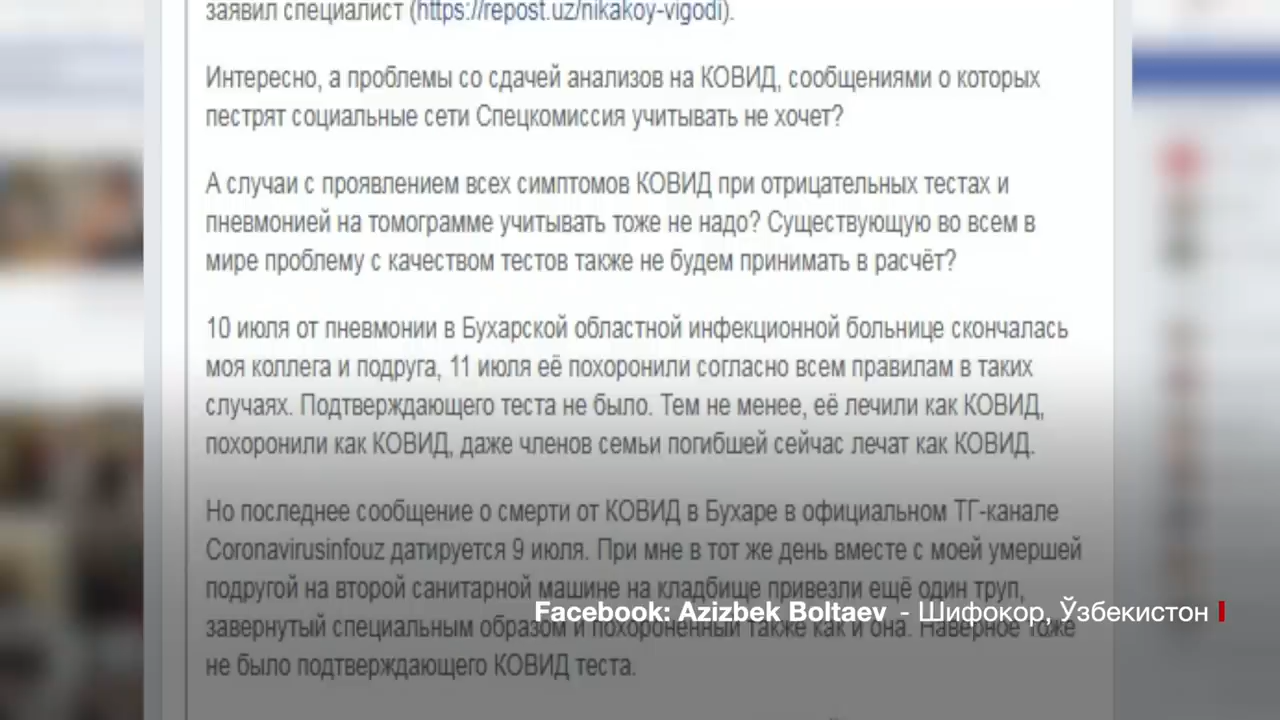 заявил специалист (https://repost.uz/nikakoy-vigodi).
Интересно, а проблемы со сдачей анализов на КОВИД, сообщениями о которых
пестрят социальные сети Спецкомиссия учитывать не хочет?
А случаи с проявлением всех симптомов КОВИД при отрицательных тестах и
пневмонией на томограмме учитывать тоже не надо? Существующую во всем в
мире проблему с качеством тестов также не будем принимать в расчёт?
10 июля от пневмонии в Бухарской областной инфекционной больнице скончалась
моя коллега и подруга, 11 июля её похоронили согласно всем правилам в таких
случаях. Подтверждающего теста не было. Тем не менее, её лечили как КОВИД,
похоронили как КОВИД, даже членов семьи погибшей сейчас лечат как КОВИД.
Но последнее сообщение о смерти от КОВИД в Бухаре в официальном ТГ-канале
Coronavirusinfouz датируется 9 июля. При мне в тот же день вместе с моей умершей
подругой на второй санитарной машине на кладбище привезли ещё один труп,
Facebook: Azizbek Boltaev - Шифокор, Ўзбекистон
завернутый специальным образом и похороненный также как и она. Наверное тоже
не было подтверждающего КОВИД теста.